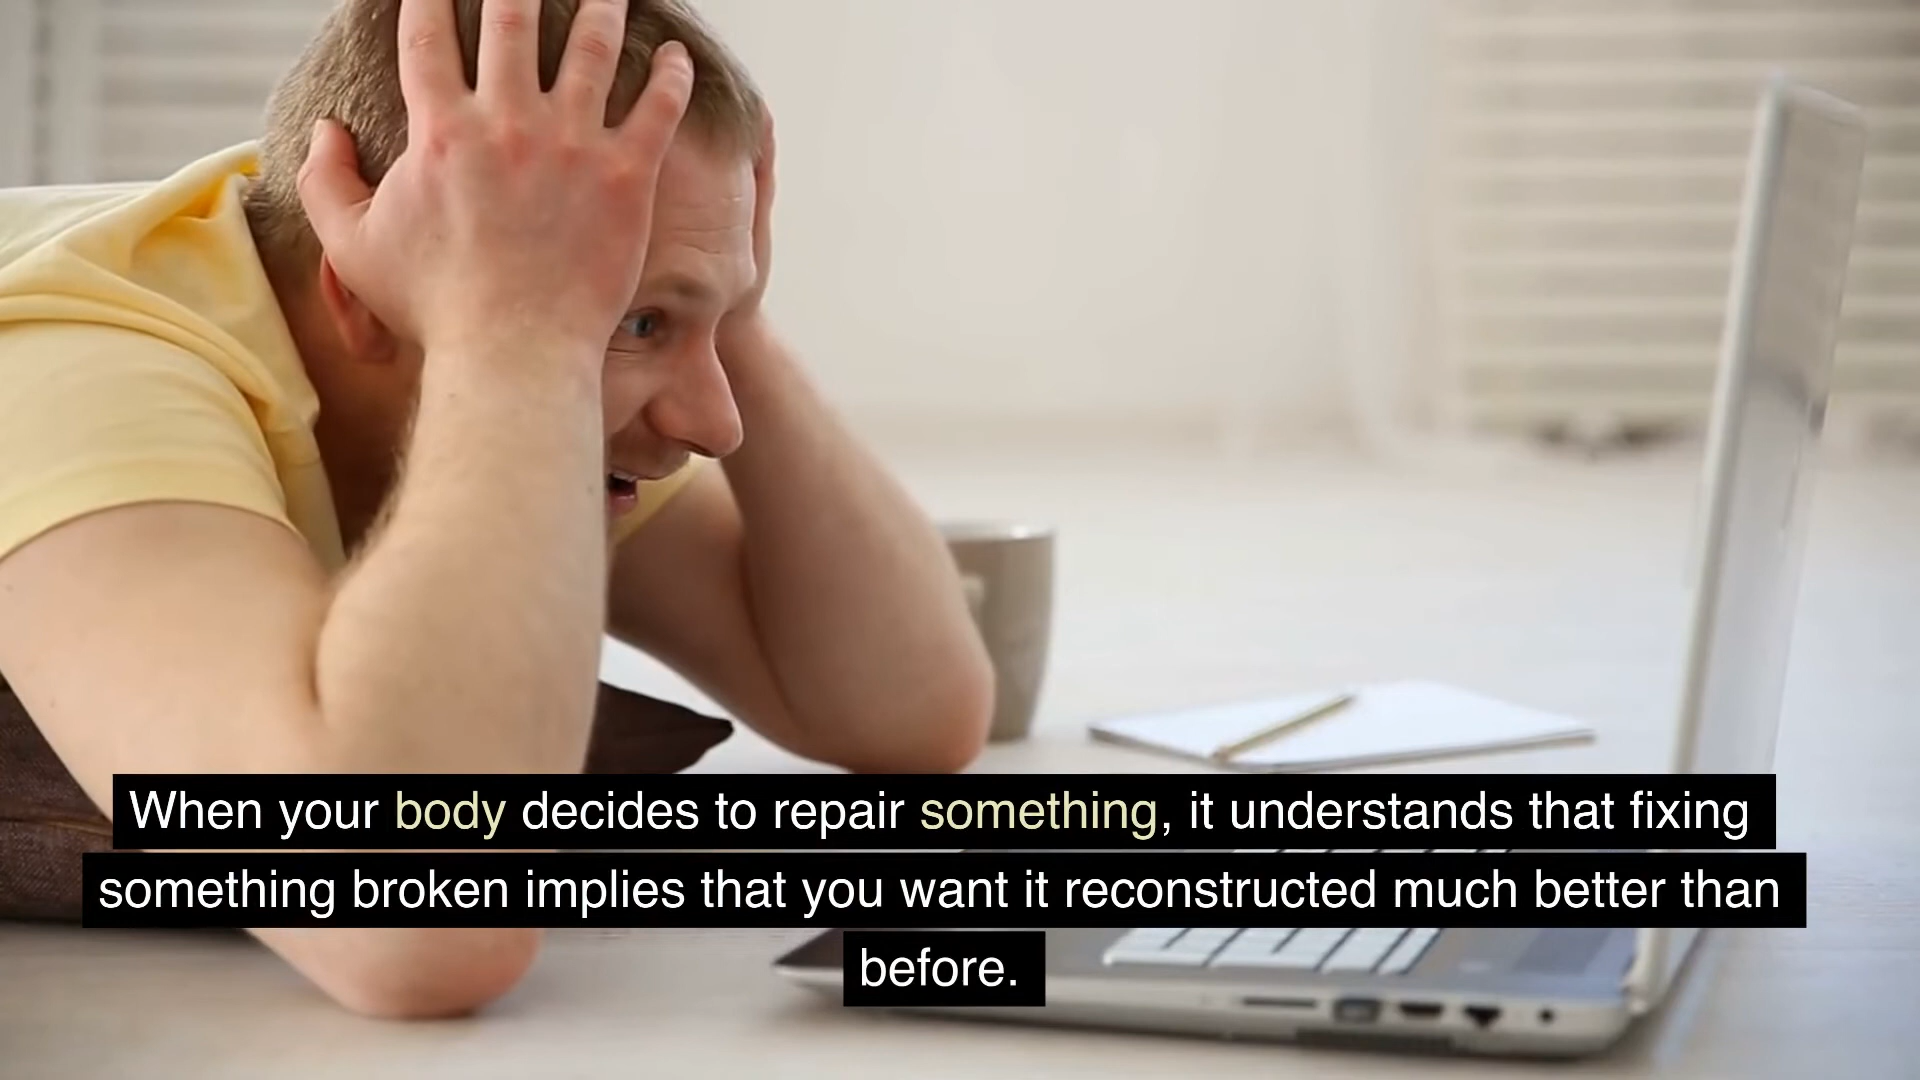 When your body decides to repair something, it understands that fixing
something broken implies that you want it reconstructed much better than
before.